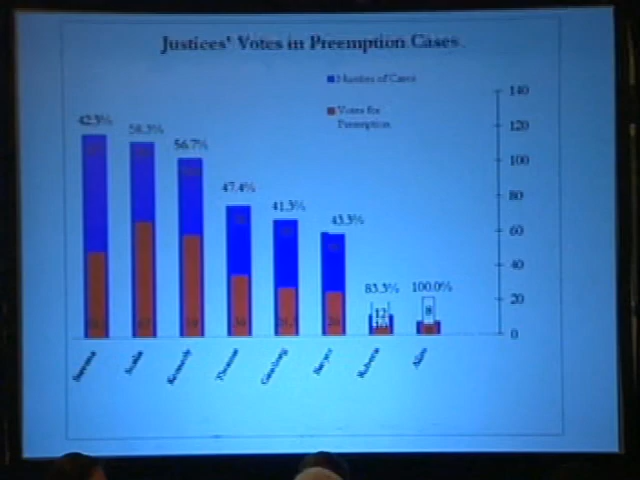 Justices' Votes in Preemption Cases
Number of Cases
Votes for
Preemption
42.3%
58.3%
56.7%
47.4%
41.3%
43.3%
83.3%
100.0%
140
120
100
80
60
40
20
0
12
8
Scalia
Kennedy
Thomas
Ginsburg
Breyer
Roberts
Alito